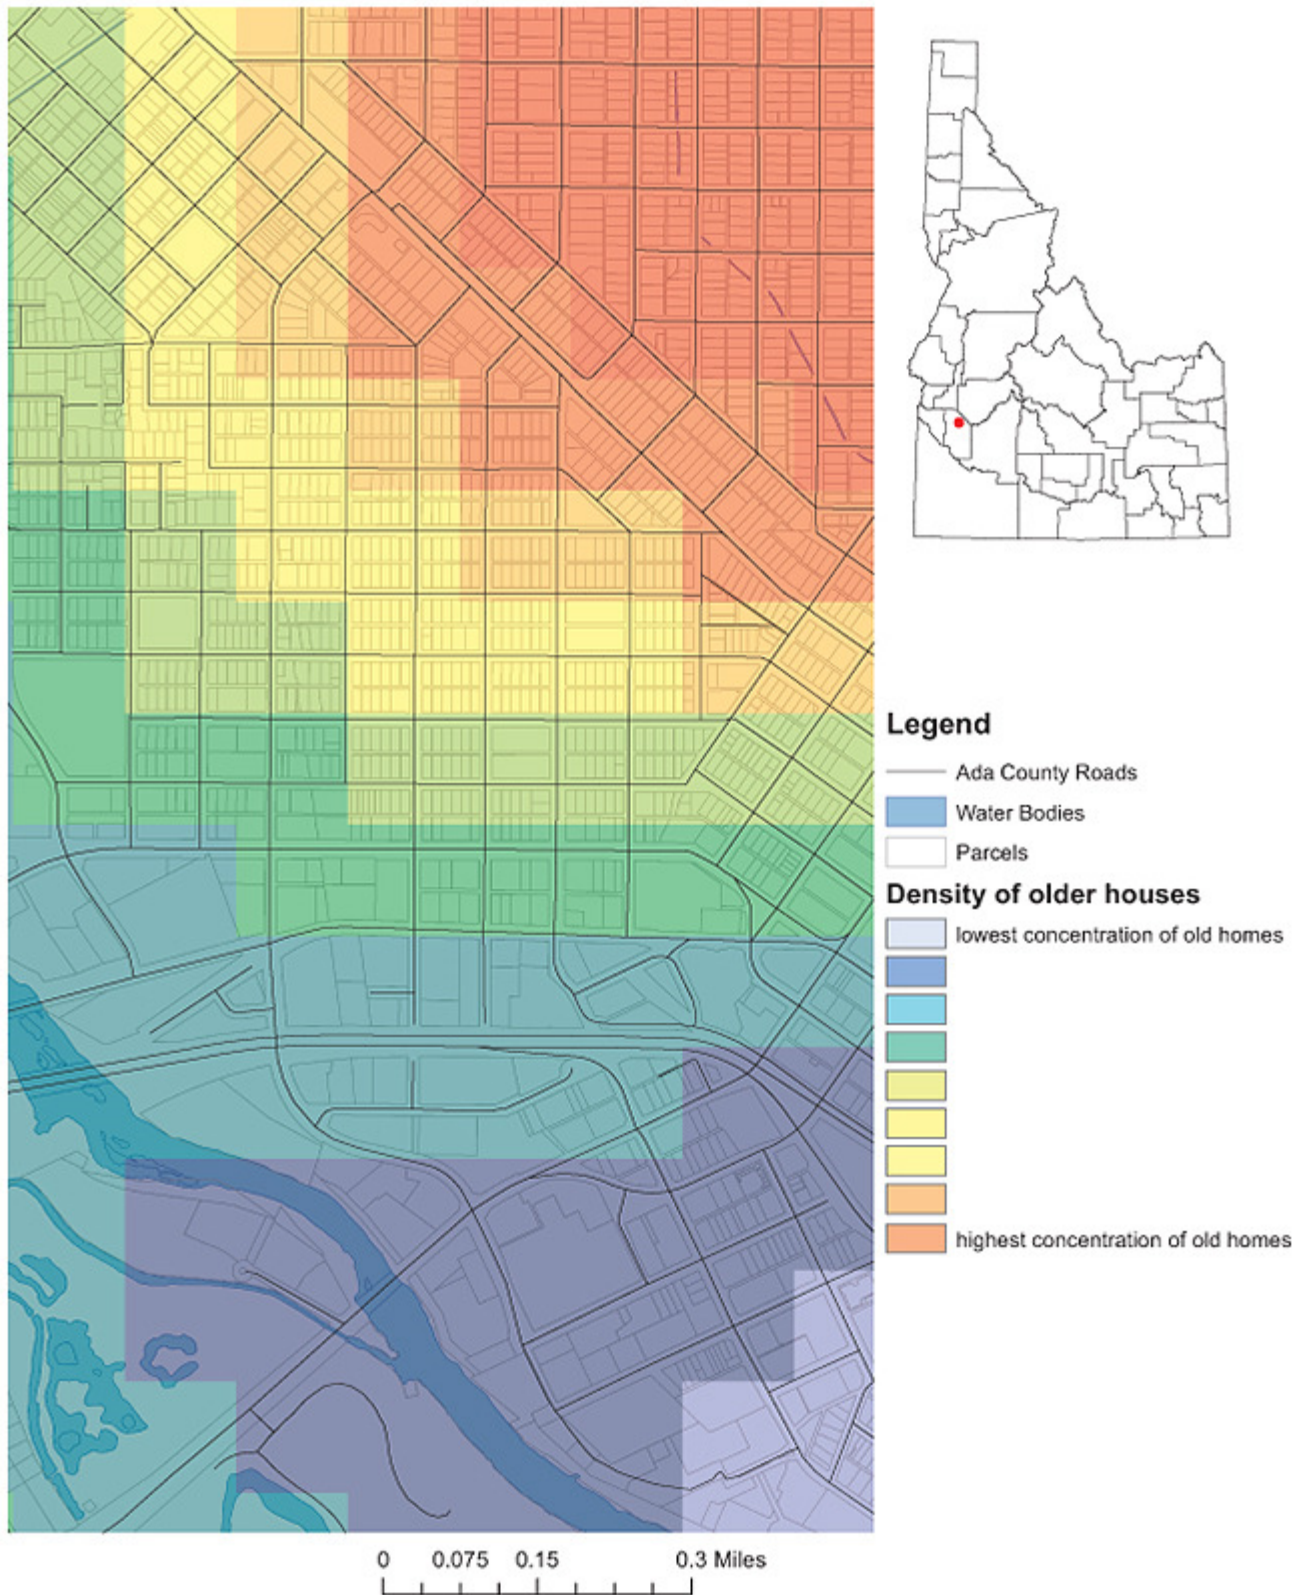 Legend
Ada County Roads
Water Bodies
Parcels
Density of older houses
lowest concentration of old homes
highest concentration of old homes
0 0.075 0.15 0.3 Miles